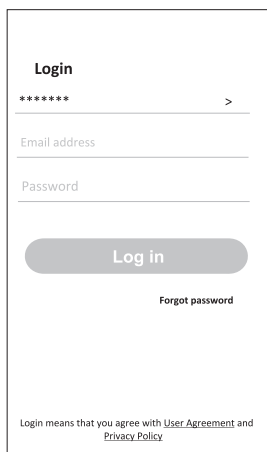 Login
******* >
Email address
Password
Log in
Forgot password
Login means that you agree with User Agreement and
Privacy Policy